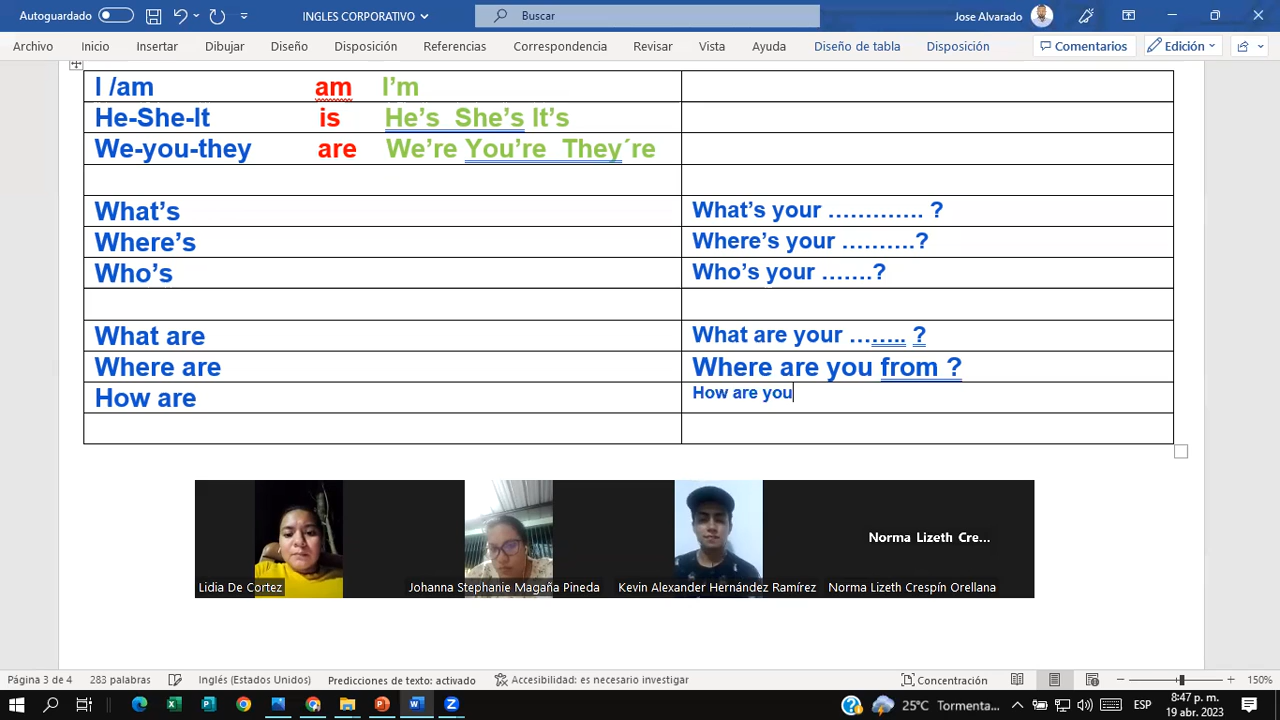 Autoguardado
INGLES CORPORATIVO
Buscar
Jose Alvarado
Archivo Inicio Insertar Dibujar Diseño Disposición Referencias Correspondencia Revisar Vista Ayuda Diseño de tabla Disposición Comentarios Edición
I /am am I’m
He-She-It is He’s She’s It’s
We-you-they are We’re You’re They´re
What’s What’s your …………. ?
Where’s Where’s your ……….?
Who’s Who’s your …….?
What are What are your …….. ?
Where are Where are you from ?
How are How are you
Norma Lizeth Cre...
Lidia De Cortez Johanna Stephanie Magaña Pineda Kevin Alexander Hernández Ramírez Norma Lizeth Crespín Orellana
Página 3 de 4 283 palabras Inglés (Estados Unidos) Predicciones de texto: activado Accesibilidad: es necesario investigar Concentración 150%
25°C Tormenta... ESP 8:47 p. m.
19 abr. 2023